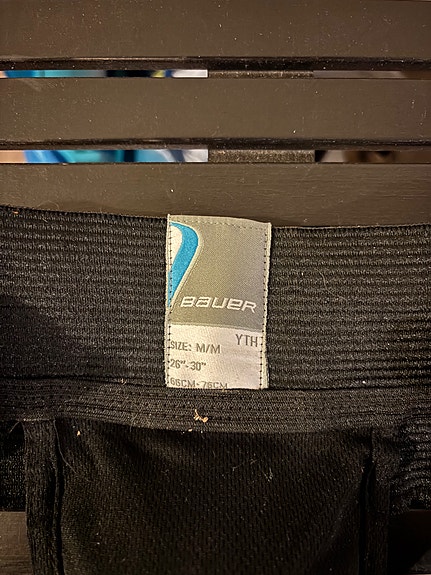 BAUER
YTH
SIZE: M/M
26"-30"
66CM-76CM